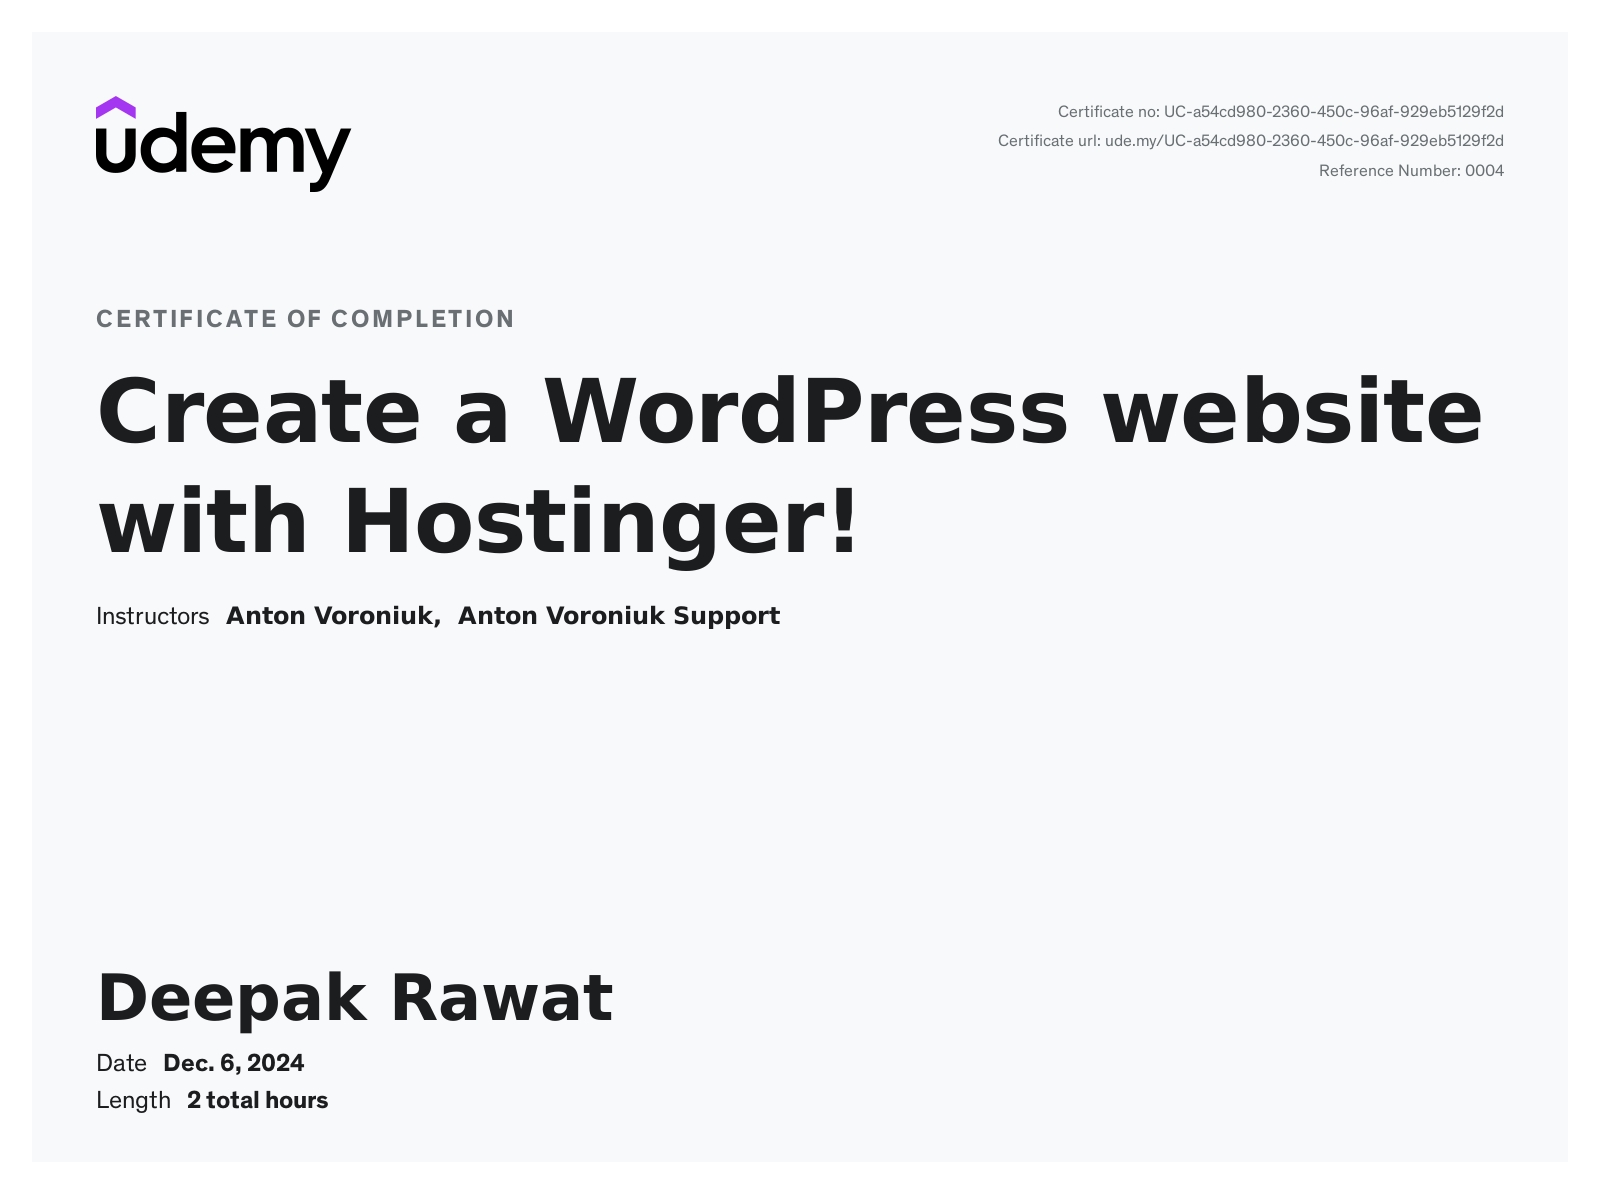 udemy
Certificate no: UC-a54cd980-2360-450c-96af-929eb5129f2d
Certificate url: ude.my/UC-a54cd980-2360-450c-96af-929eb5129f2d
Reference Number: 0004
CERTIFICATE OF COMPLETION
Create a WordPress website
with Hostinger!
Instructors Anton Voroniuk, Anton Voroniuk Support
Deepak Rawat
Date Dec. 6, 2024
Length 2 total hours